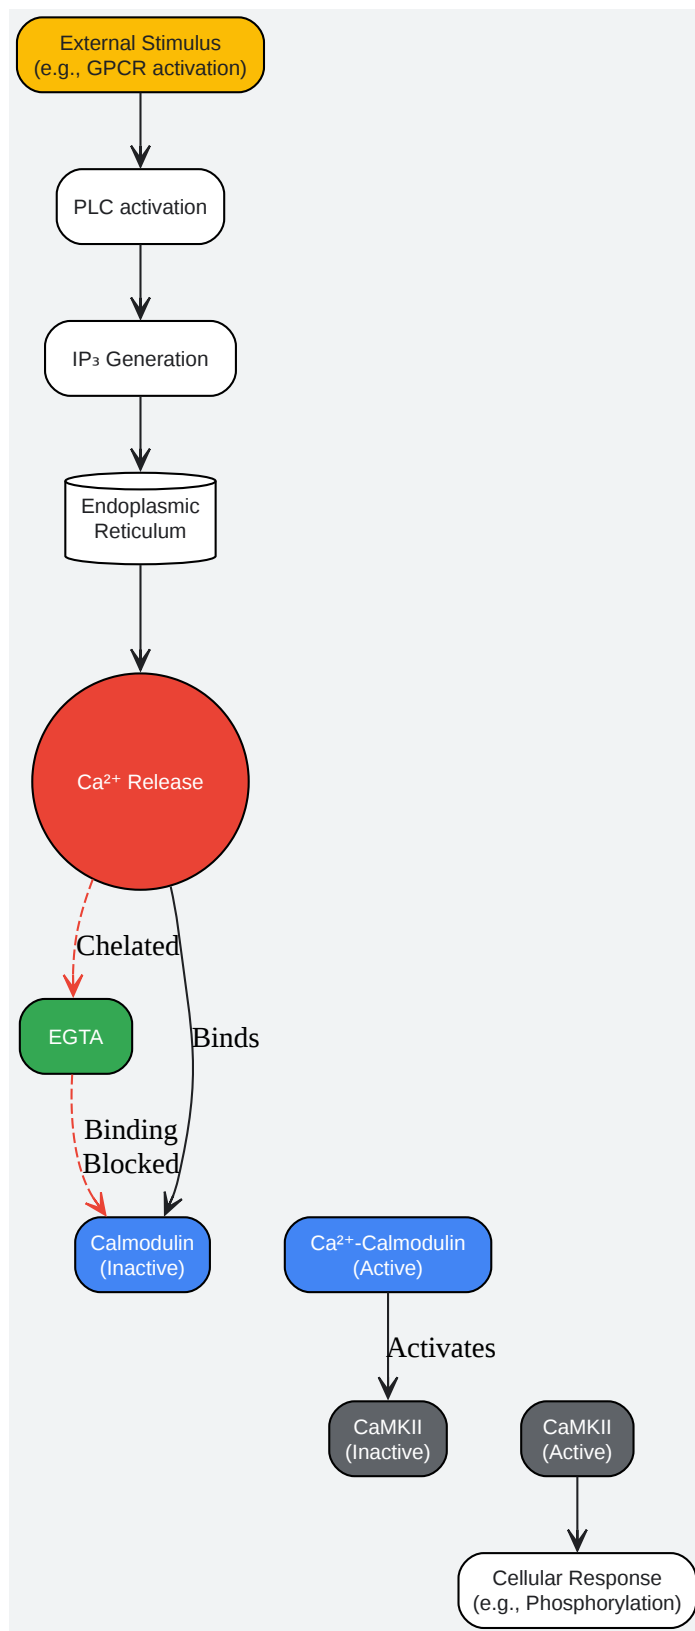 External Stimulus
(e.g., GPCR activation)
PLC activation
IP₃ Generation
Endoplasmic
Reticulum
Ca²⁺ Release
Chelated
EGTA
Binds
Binding
Blocked
Calmodulin
(Inactive)
Ca²⁺-Calmodulin
(Active)
Activates
CaMKII
(Inactive)
CaMKII
(Active)
Cellular Response
(e.g., Phosphorylation)